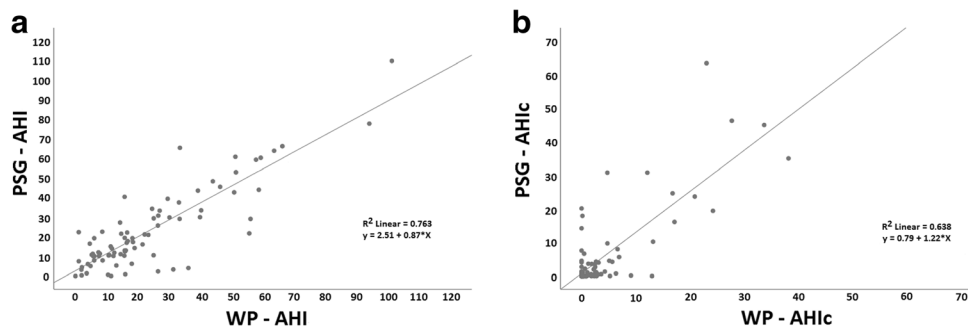 a
PSG - AHI
120
110
100
90
80
70
60
50
40
30
20
10
0
0 10 20 30 40 50 60 70 80 90 100 110 120
WP - AHI
R2 Linear = 0.763
y = 2.51 + 0.87*X
b
PSG - AHIc
70
60
50
40
30
20
10
0
0 10 20 30 40 50 60 70
WP - AHIc
R2 Linear = 0.638
y = 0.79 + 1.22*X